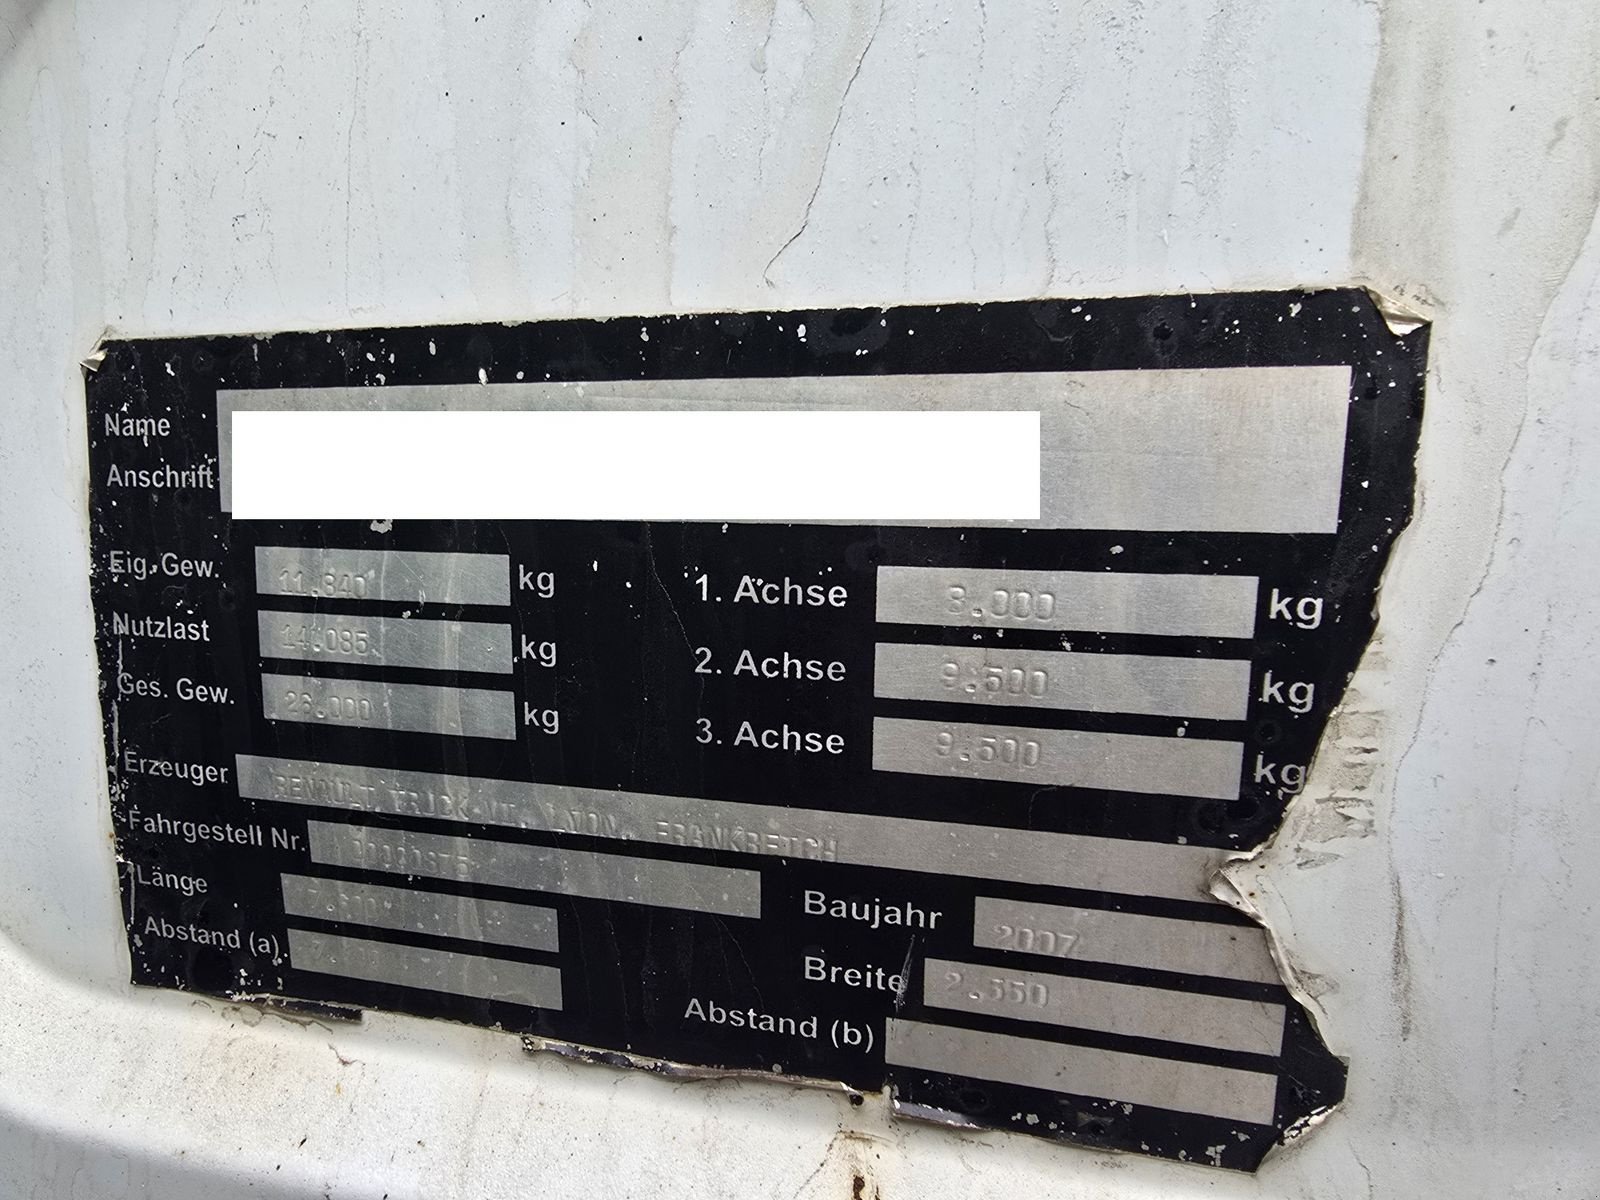 Name
Anschrift
Eig. Gew. 11.840 kg
Nutzlast 14.085 kg
Ges. Gew. 26.000 kg
1. Achse 8.000 kg
2. Achse 9.500 kg
3. Achse 9.500 kg
Erzeuger RENAULT TRUCK VI. LYON, FRANKREICH
Fahrgestell Nr.
Länge
Abstand (a)
Baujahr 2007
Breite 2.550
Abstand (b)